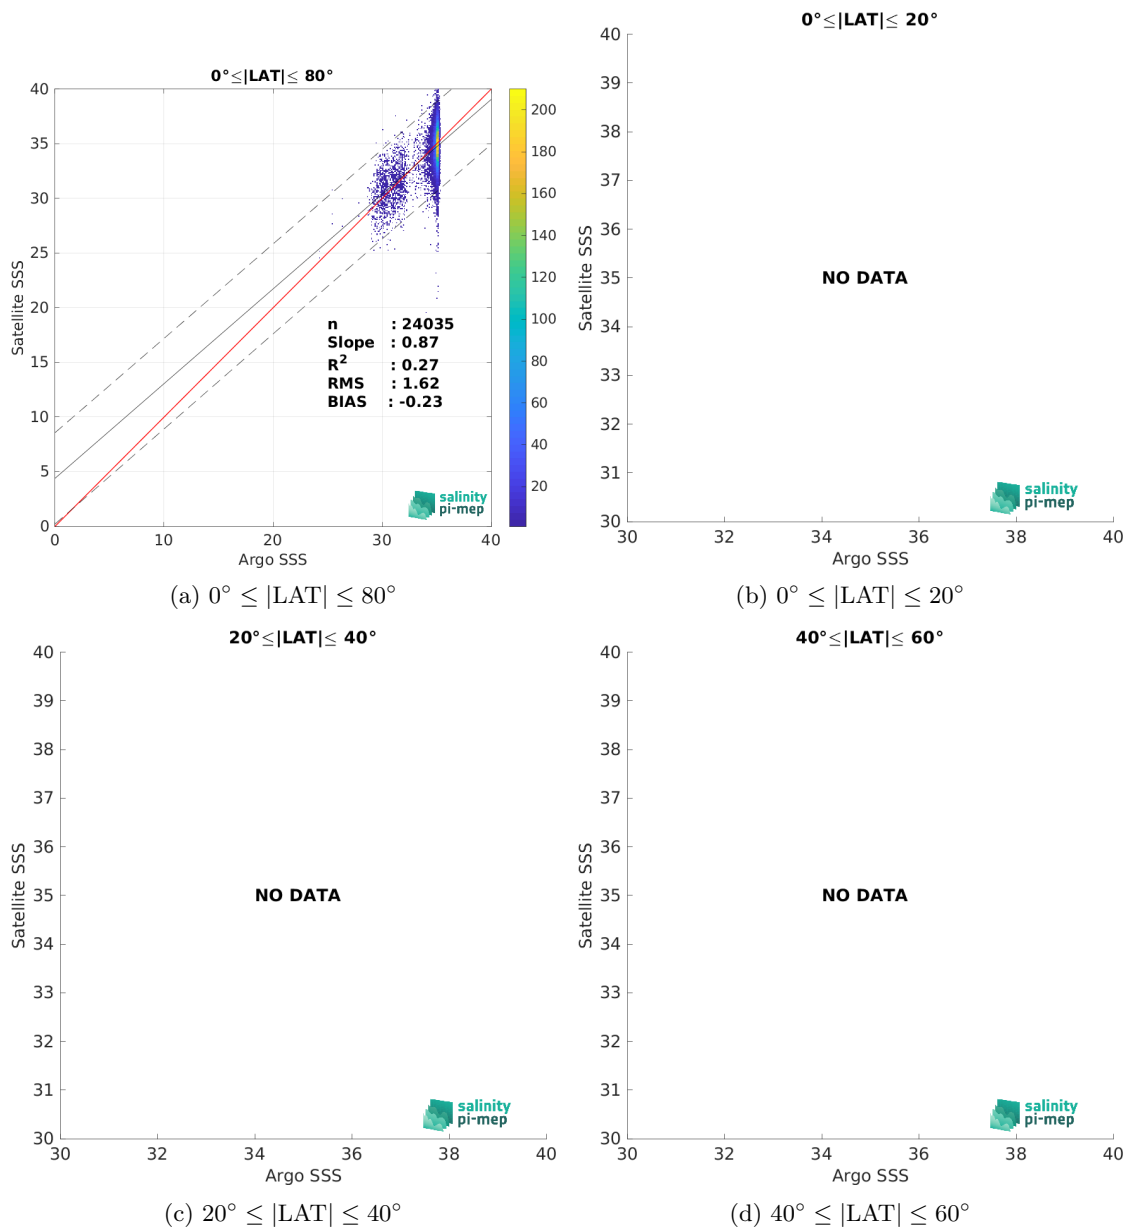 0°≤|LAT|≤ 80°
40
35
30
25
20
15
10
5
0
Satellite SSS
0
10
20
30
40
Argo SSS
n : 24035
Slope : 0.87
R² : 0.27
RMS : 1.62
BIAS : -0.23
salinity
pi-mep
200
180
160
140
120
100
80
60
40
20
(a) 0° ≤ |LAT| ≤ 80°
0°≤|LAT|≤ 20°
40
39
38
37
36
35
34
33
32
31
30
Satellite SSS
NO DATA
salinity
pi-mep
30
32
34
36
38
40
Argo SSS
(b) 0° ≤ |LAT| ≤ 20°
20°≤|LAT|≤ 40°
40
39
38
37
36
35
34
33
32
31
30
Satellite SSS
NO DATA
salinity
pi-mep
30
32
34
36
38
40
Argo SSS
(c) 20° ≤ |LAT| ≤ 40°
40°≤|LAT|≤ 60°
40
39
38
37
36
35
34
33
32
31
30
Satellite SSS
NO DATA
salinity
pi-mep
30
32
34
36
38
40
Argo SSS
(d) 40° ≤ |LAT| ≤ 60°